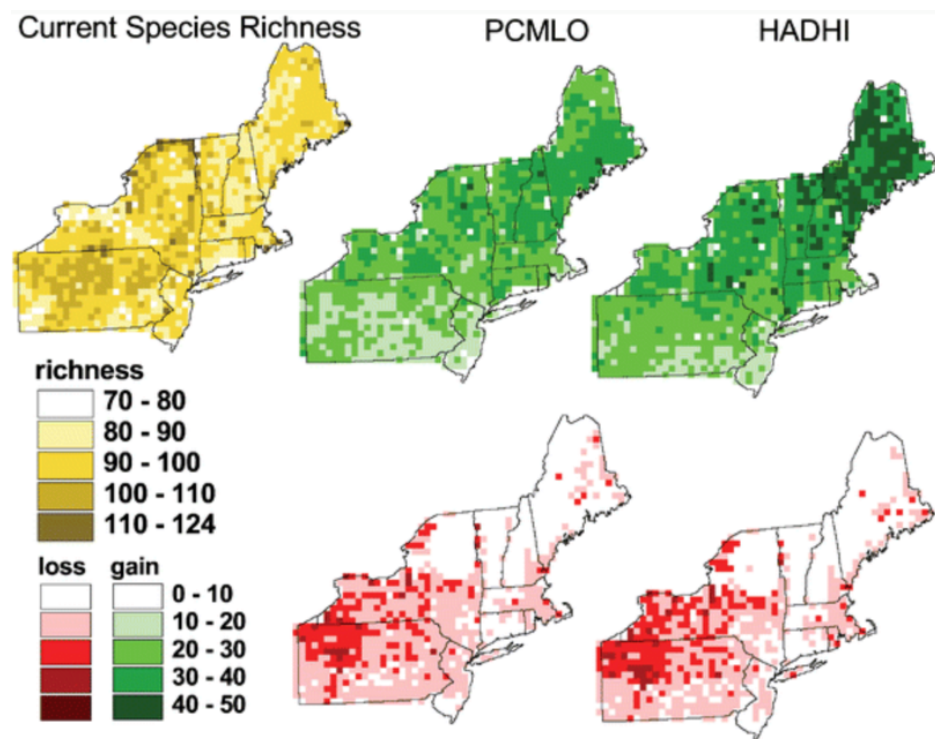 Current Species Richness
PCMLO
HADHI
richness
70 - 80
80 - 90
90 - 100
100 - 110
110 - 124
loss gain
0 - 10
10 - 20
20 - 30
30 - 40
40 - 50